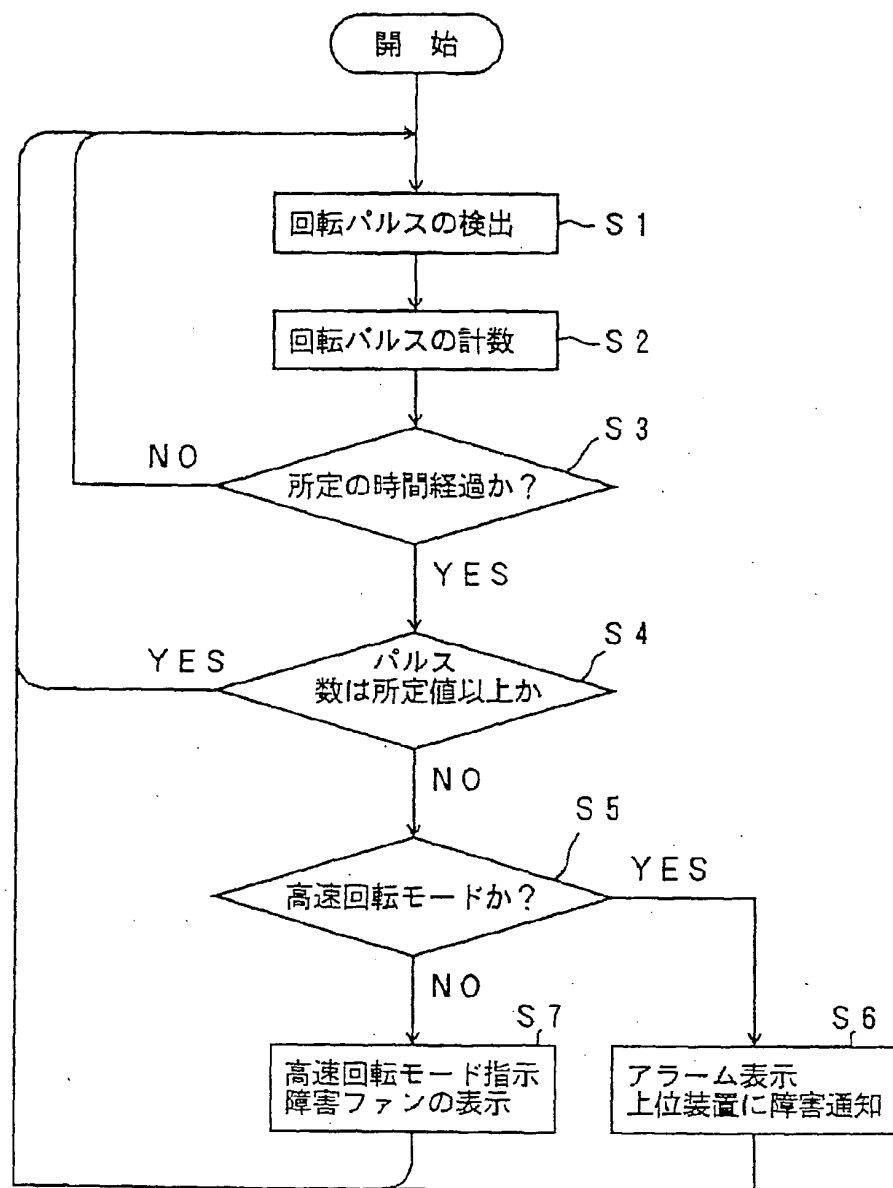 開 始
回転パルスの検出
S1
回転パルスの計数
S2
S3
NO
所定の時間経過か？
YES
S4
YES
パルス
数は所定値以上か
NO
S5
YES
高速回転モードか？
NO
S7
S6
高速回転モード指示
障害ファンの表示
アラーム表示
上位装置に障害通知